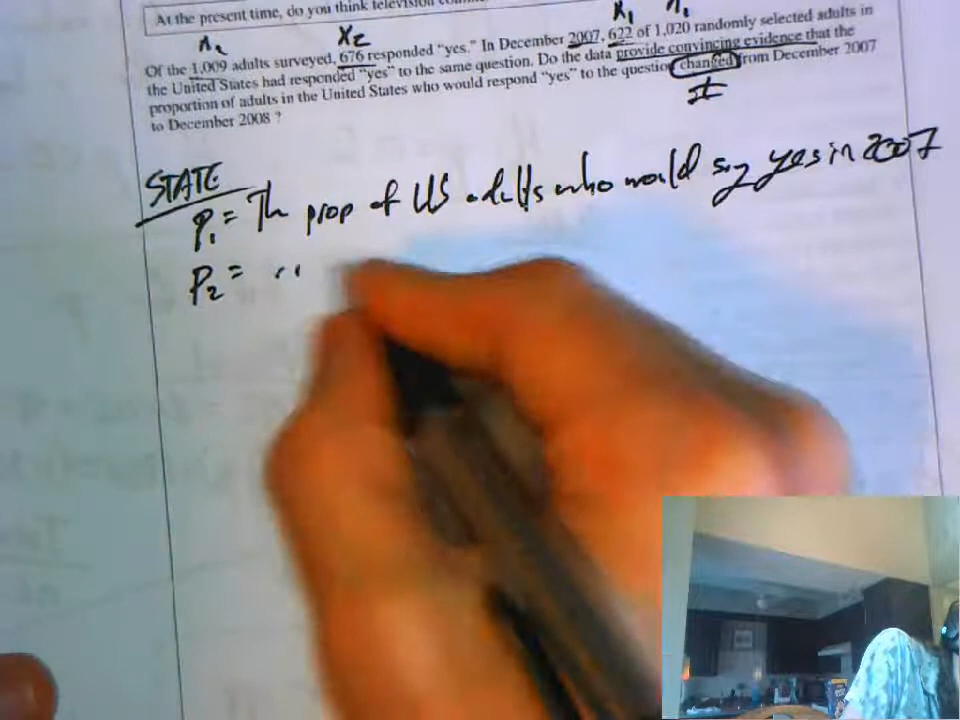 At the present time, do you think television
n₂ X₂ X₁ n₁
Of the 1,009 adults surveyed, 676 responded "yes." In December 2007, 622 of 1,020 randomly selected adults in
the United States had responded "yes" to the same question. Do the data provide convincing evidence that the
proportion of adults in the United States who would respond "yes" to the question changed from December 2007
to December 2008 ?
STATE
P₁ = The prop of US adults who would say yes in 2007
P₂ = "